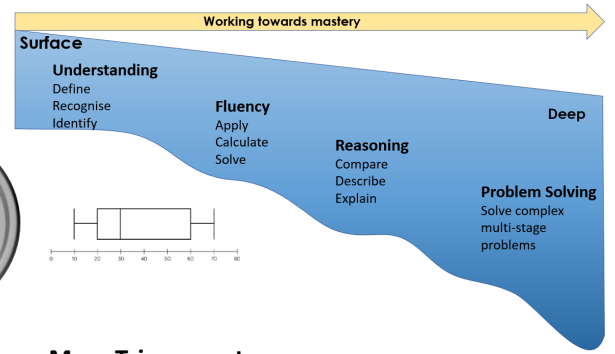 Working towards mastery
Surface
Understanding
Define
Recognise
Identify
Fluency
Apply
Calculate
Solve
Deep
Reasoning
Compare
Describe
Explain
Problem Solving
Solve complex
multi-stage
problems
0 10 20 30 40 50 60 70 80